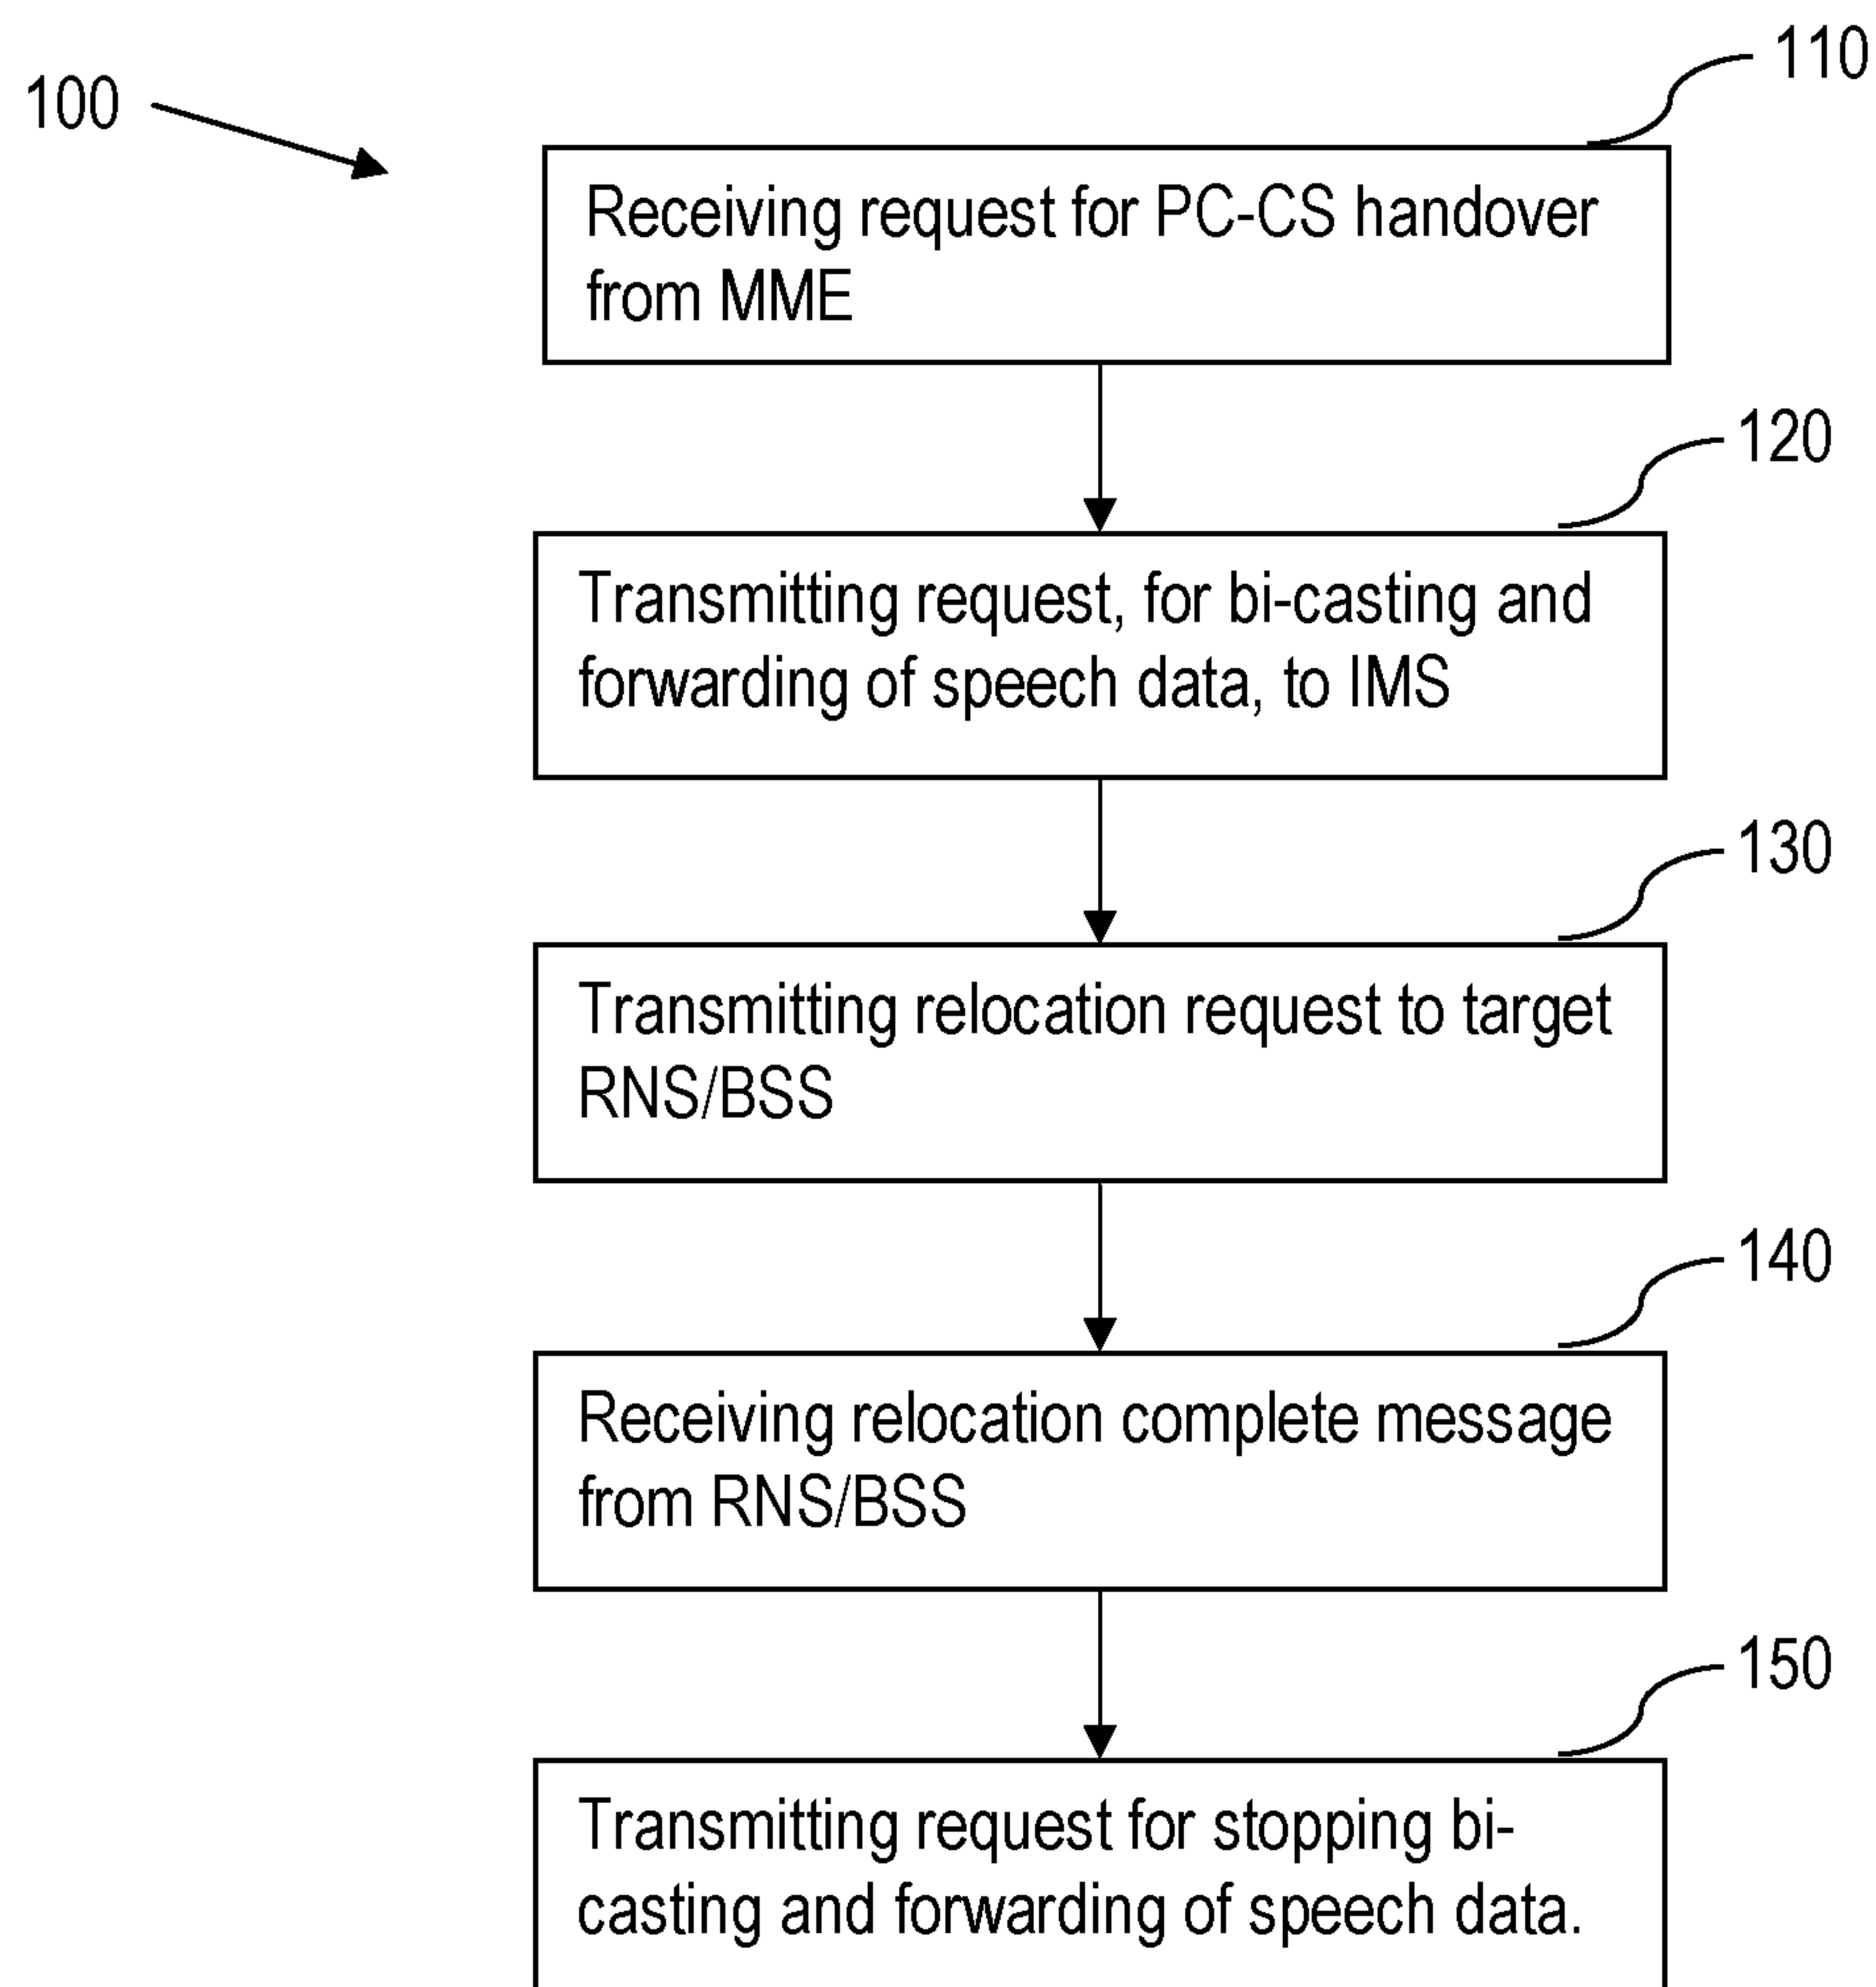 110
100
Receiving request for PC-CS handover
from MME
120
Transmitting request, for bi-casting and
forwarding of speech data, to IMS
130
Transmitting relocation request to target
RNS/BSS
140
Receiving relocation complete message
from RNS/BSS
150
Transmitting request for stopping bi-
casting and forwarding of speech data.